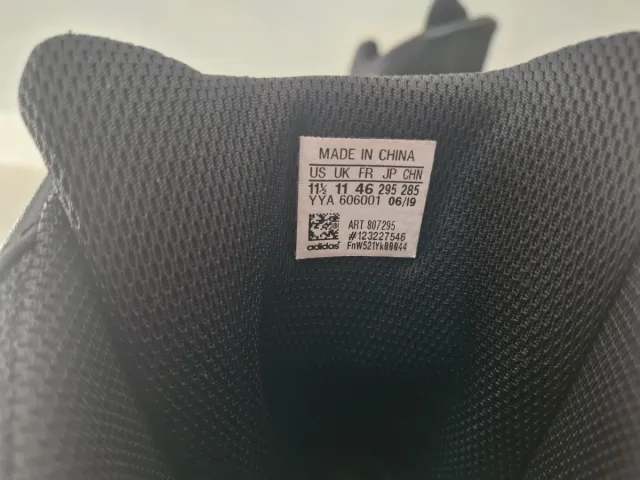 MADE IN CHINA
US UK FR JP CHN
11½ 11 46 295 285
YYA 606001 06/19
ART 807295
#123227546
adidas FnW521Yk00044